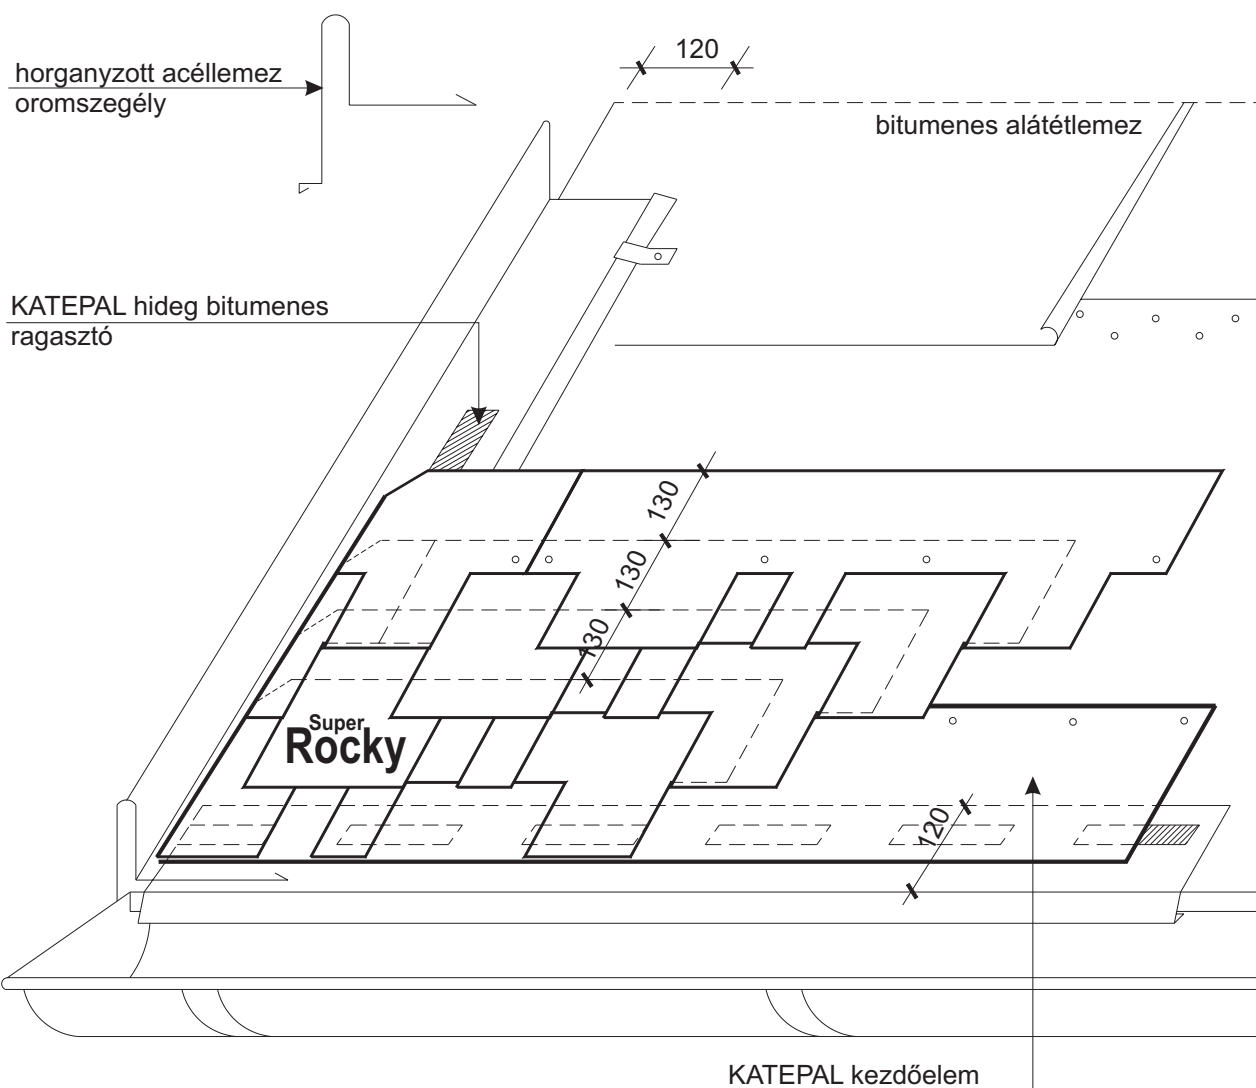 120
horganyzott acéllemez
oromszegély
bitumenes alátétlemez
KATEPAL hideg bitumenes
ragasztó
130
130
130
Super
Rocky
120
KATEPAL kezdőelem